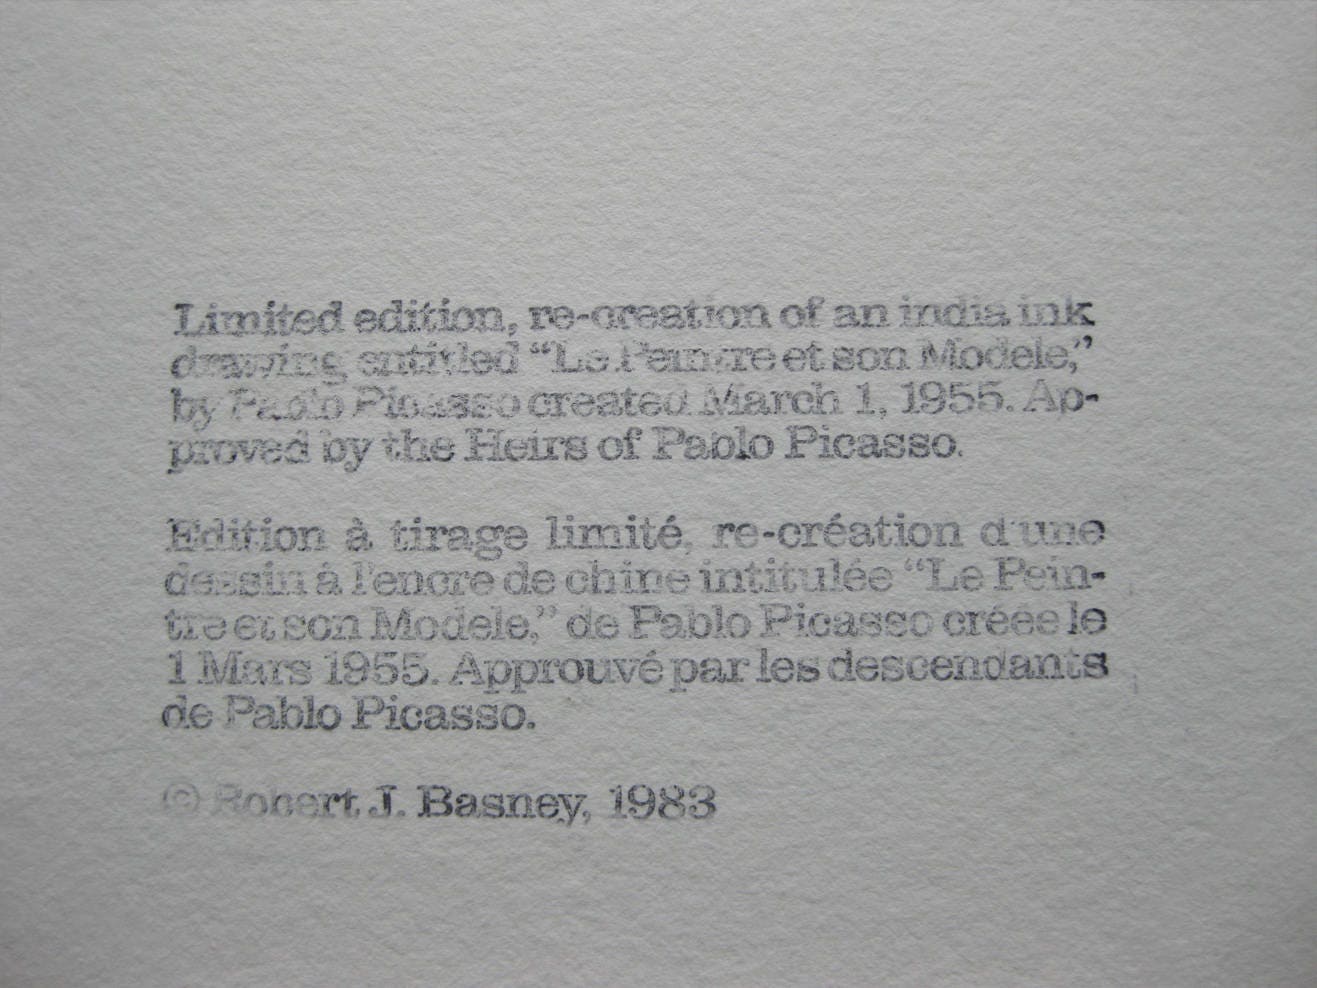 Limited edition, re-creation of an india ink
drawing entitled “Le Peintre et son Modele,”
by Pablo Picasso created March 1, 1955. Ap-
proved by the Heirs of Pablo Picasso.
Edition à tirage limité, re-création d'une
dessin à l'encre de chine intitulée “Le Pein-
tre et son Modele,” de Pablo Picasso créée le
1 Mars 1955. Approuvé par les descendants
de Pablo Picasso.
© Robert J. Basney, 1983